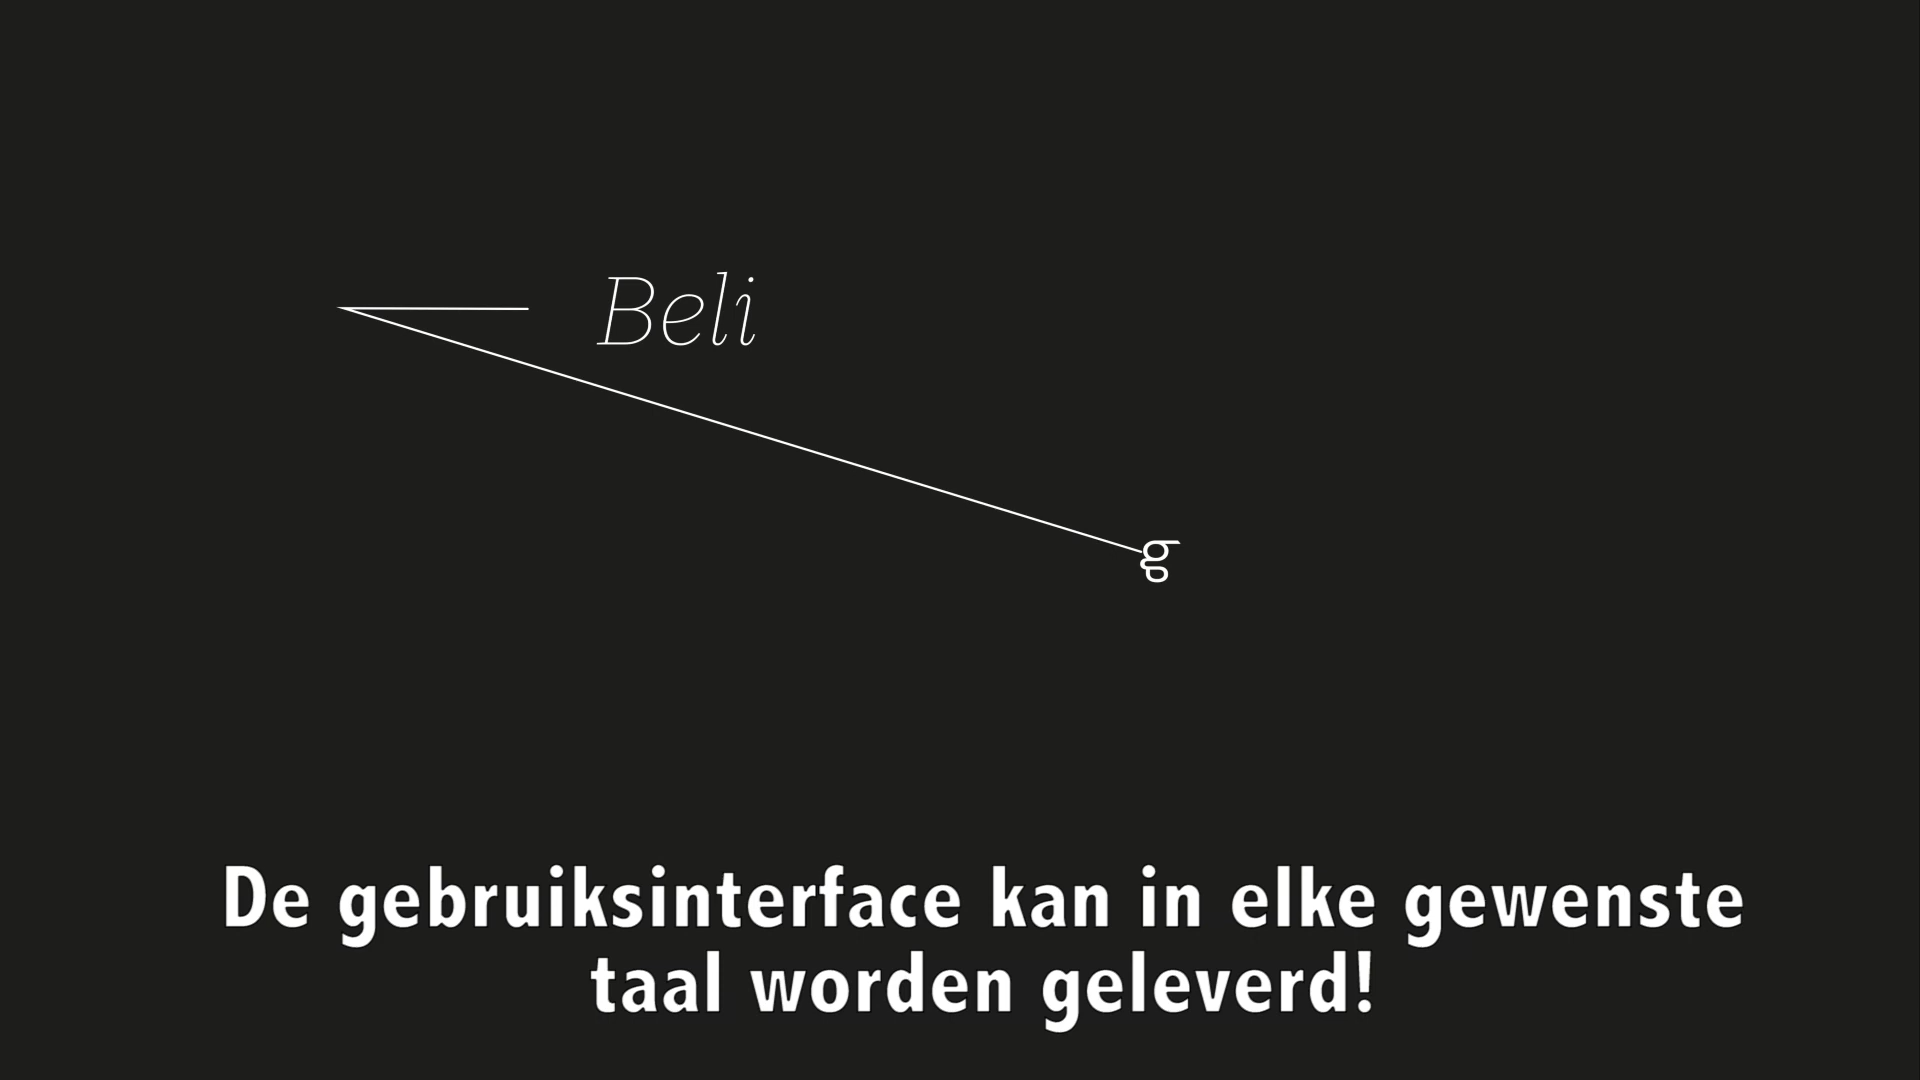 Beli
g
De gebruiksinterface kan in elke gewenste
taal worden geleverd!